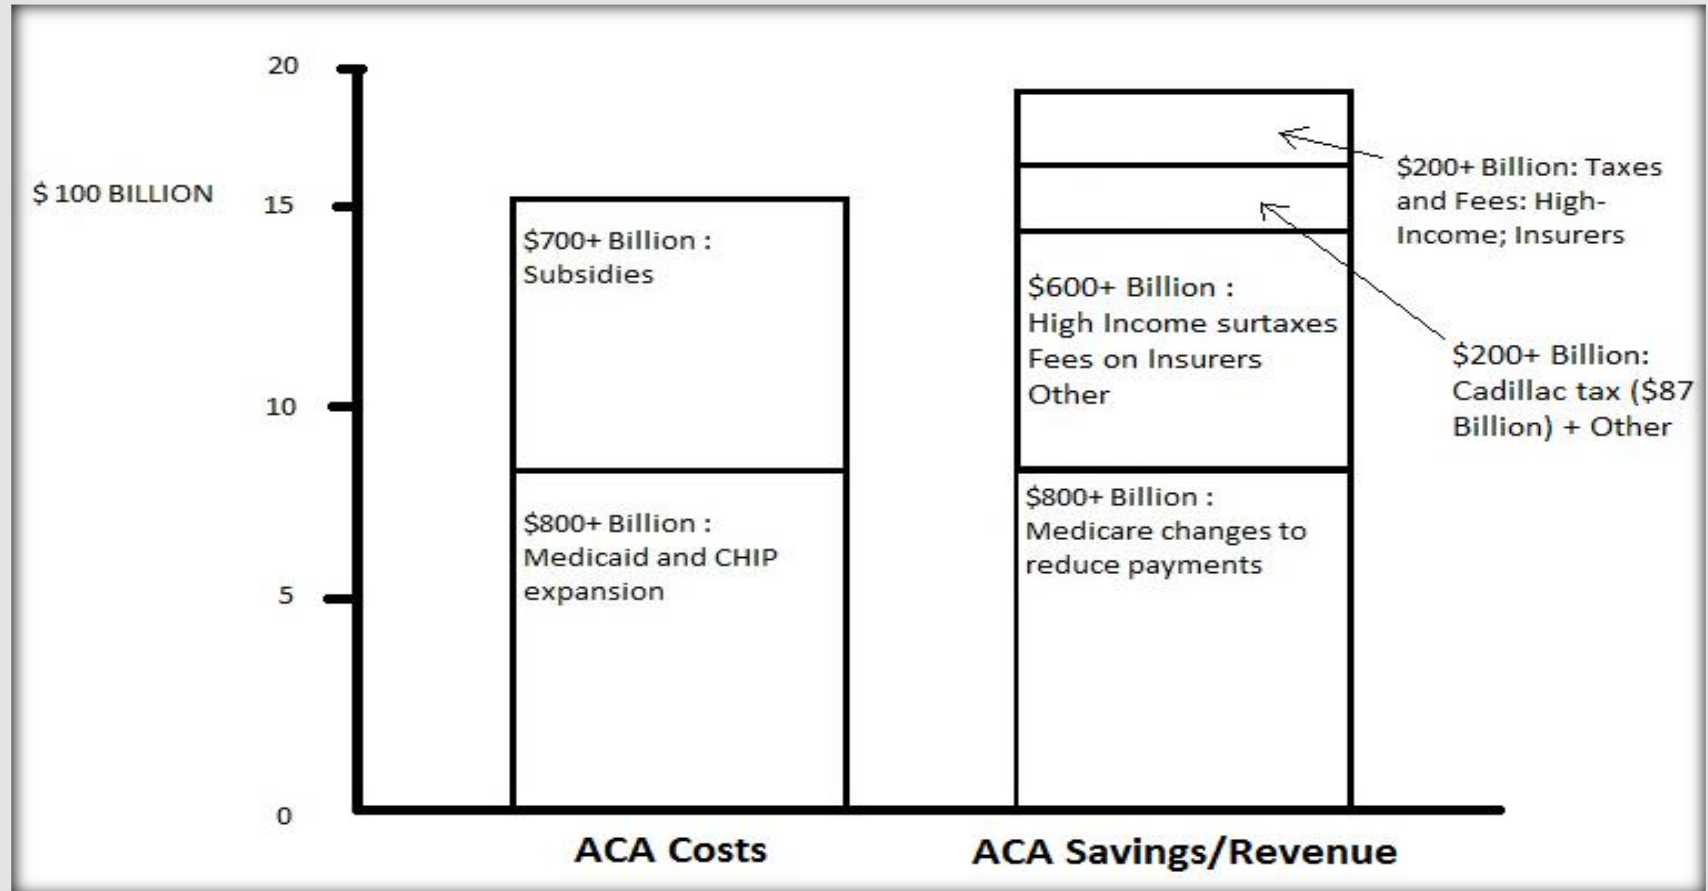 20
$ 100 BILLION
15
10
5
0
$700+ Billion :
Subsidies
$800+ Billion :
Medicaid and CHIP
expansion
$600+ Billion :
High Income surtaxes
Fees on Insurers
Other
$800+ Billion :
Medicare changes to
reduce payments
$200+ Billion: Taxes
and Fees: High-
Income; Insurers
$200+ Billion:
Cadillac tax ($87
Billion) + Other
ACA Costs
ACA Savings/Revenue